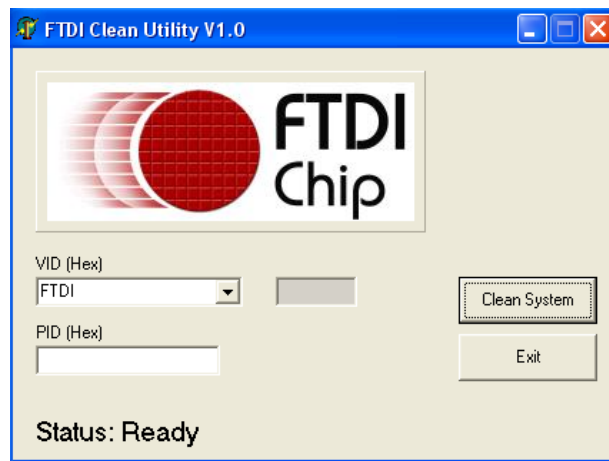 FTDI Clean Utility V1.0
FTDI
Chip
VID (Hex)
FTDI
Clean System
PID (Hex)
Exit
Status: Ready